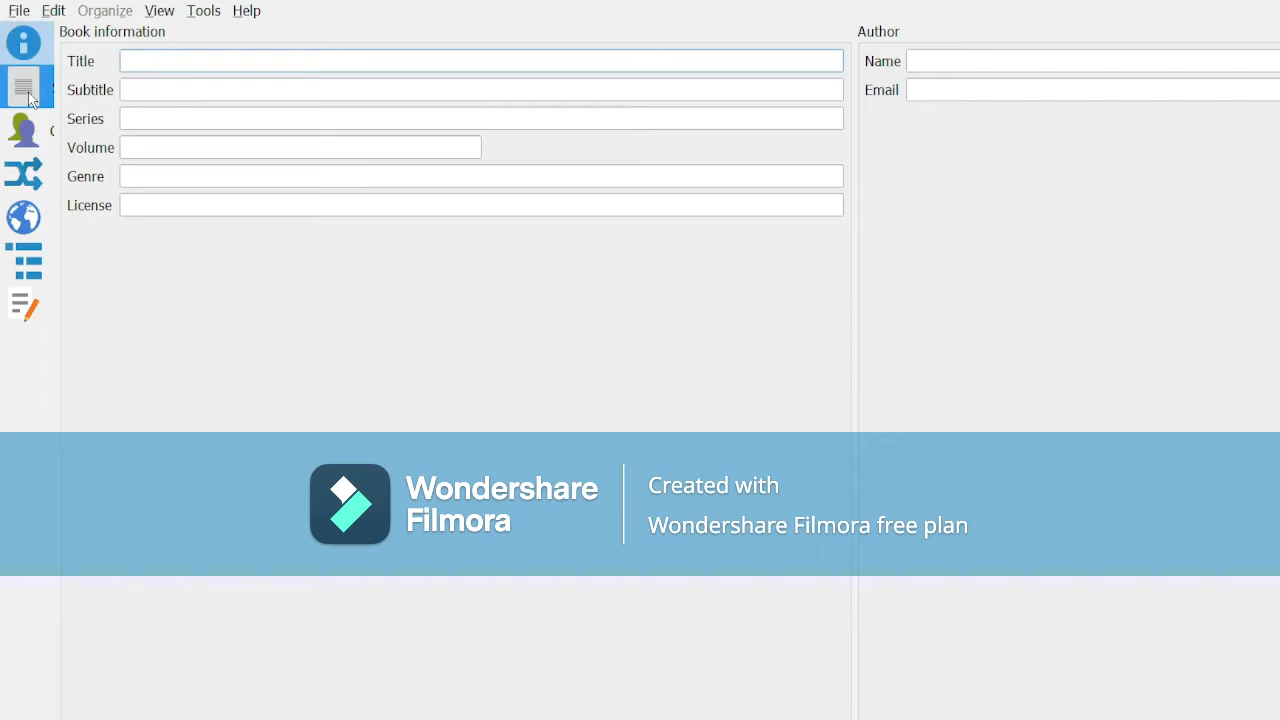 File Edit Organize View Tools Help
Book information
Title
Subtitle
Series
Volume
Genre
License
Author
Name
Email
Wondershare
Filmora
Created with
Wondershare Filmora free plan